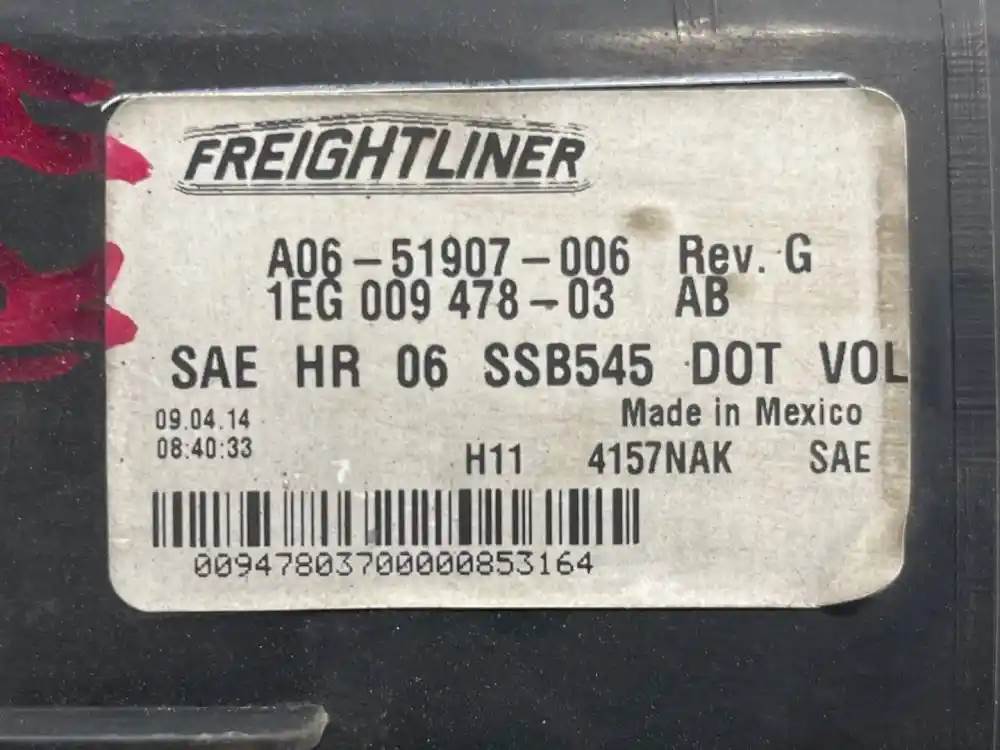 FREIGHTLINER
A06-51907-006 Rev. G
1EG 009 478-03 AB
SAE HR 06 SSB545 DOT VOL
Made in Mexico
09.04.14
08:40:33
H11 4157NAK SAE
00947803700000853164